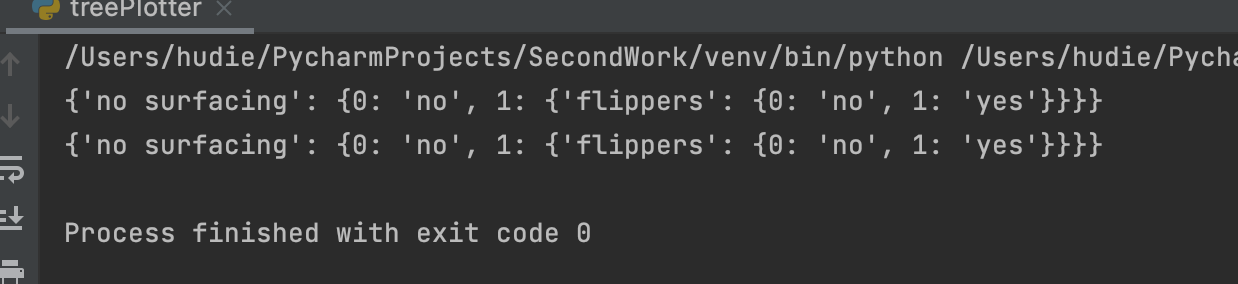 treePlotter
/Users/hudie/PycharmProjects/SecondWork/venv/bin/python /Users/hudie/Pycha
{'no surfacing': {0: 'no', 1: {'flippers': {0: 'no', 1: 'yes'}}}}
{'no surfacing': {0: 'no', 1: {'flippers': {0: 'no', 1: 'yes'}}}}
Process finished with exit code 0